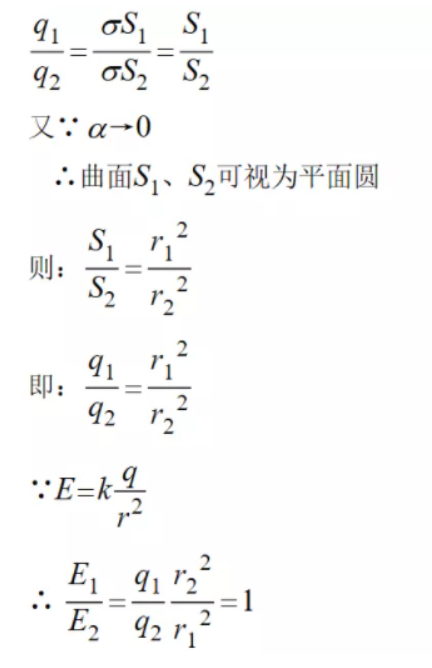 q₁/q₂ = σS₁/σS₂ = S₁/S₂
又∵ α→0
∴曲面S₁、S₂可视为平面圆
则: S₁/S₂ = r₁²/r₂²
即: q₁/q₂ = r₁²/r₂²
∵E=k q/r²
∴ E₁/E₂ = q₁/q₂ r₂²/r₁² = 1